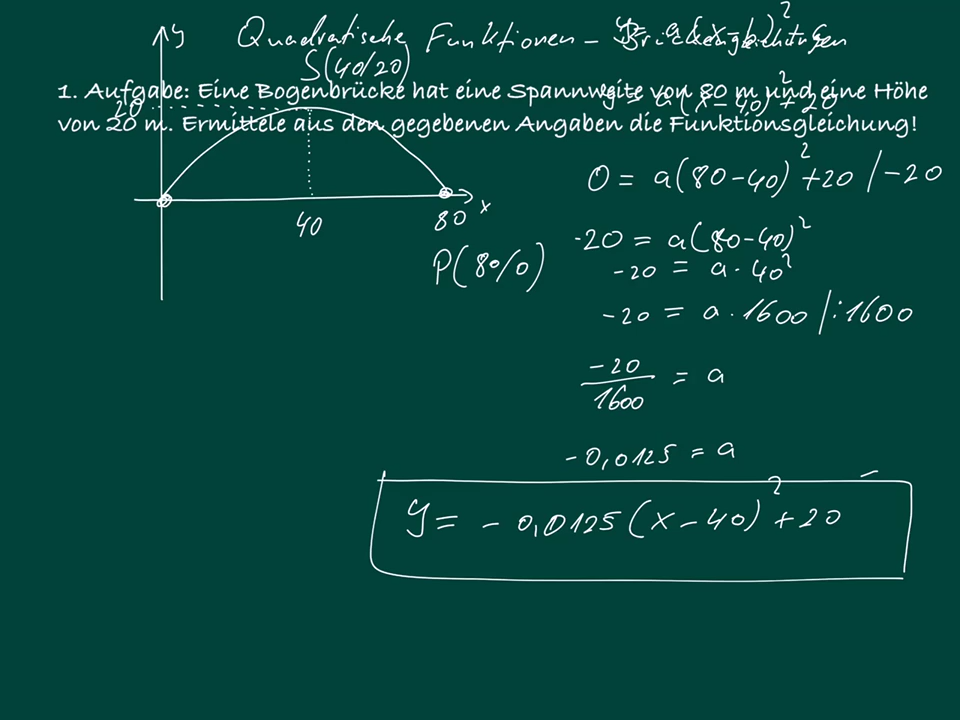 Quadratische Funktionen - Brückengleichungen
S(40/20)
y = a(x-40)²+20
1. Aufgabe: Eine Bogenbrücke hat eine Spannweite von 80 m und eine Höhe
von 20 m. Ermittele aus den gegebenen Angaben die Funktionsgleichung!
y
20
40
80
x
P(80/0)
0 = a(80-40)²+20 /-20
-20 = a(80-40)²
-20 = a·40²
-20 = a·1600 /:1600
-20/1600 = a
-0,0125 = a
y = -0,0125(x-40)²+20